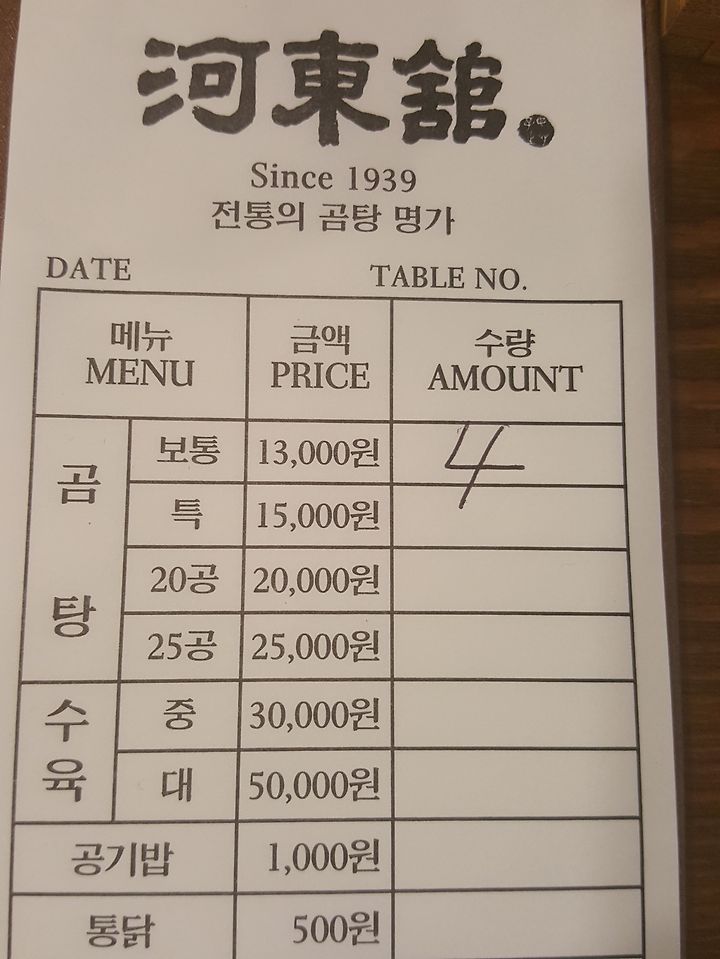 河東館
Since 1939
전통의 곰탕 명가
DATE TABLE NO.
메뉴 금액 수량
MENU PRICE AMOUNT
곰탕 보통 13,000원 4
특 15,000원
20공 20,000원
25공 25,000원
수육 중 30,000원
대 50,000원
공기밥 1,000원
통닭 500원